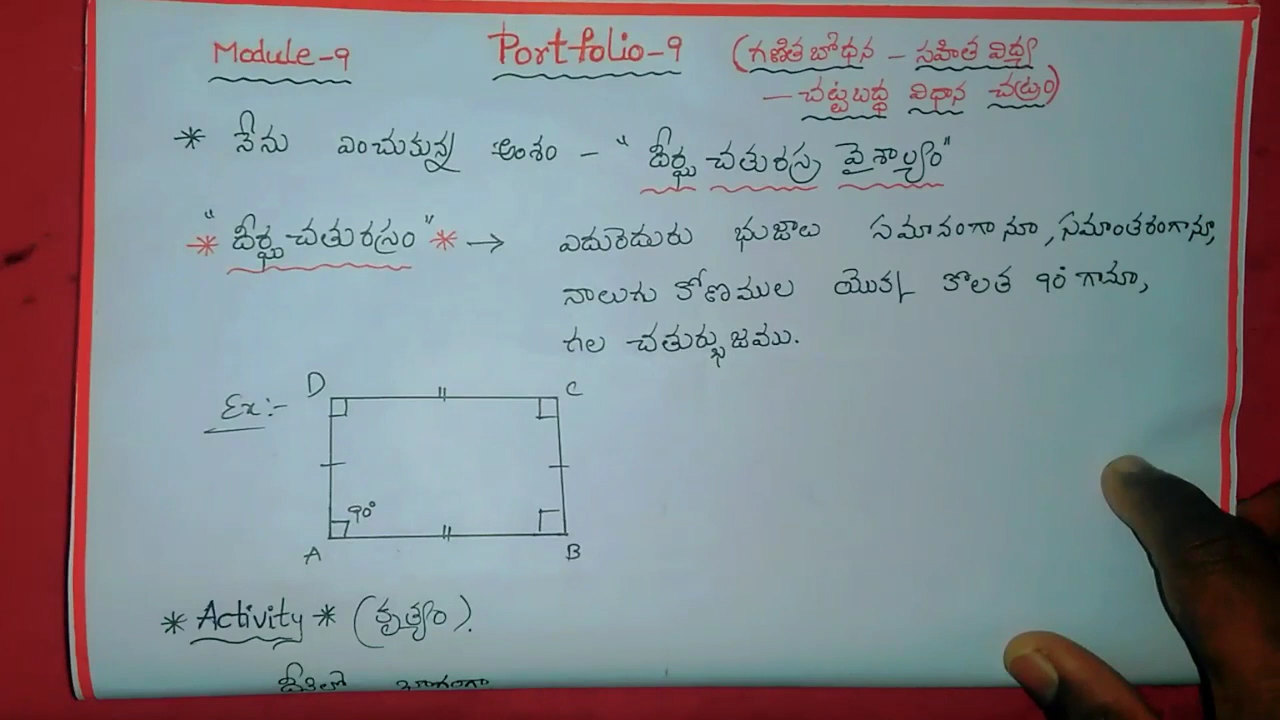 Module-9 Portfolio-9 (గణిత బోధన - సహిత విద్య
- చట్టబద్ధ విధాన చట్రం)
* నేను ఎంచుకున్న అంశం - "దీర్ఘ చతురస్ర వైశాల్యం"
* "దీర్ఘచతురస్రం" * → ఎదురెదురు భుజాలు సమానంగానూ, సమాంతరంగానూ,
నాలుగు కోణముల యొక్క కొలత 90° గానూ,
గల చతుర్భుజము.
Ex:-
D C
90°
A B
* Activity * (కృత్యం).
దీనిలో భాగంగా